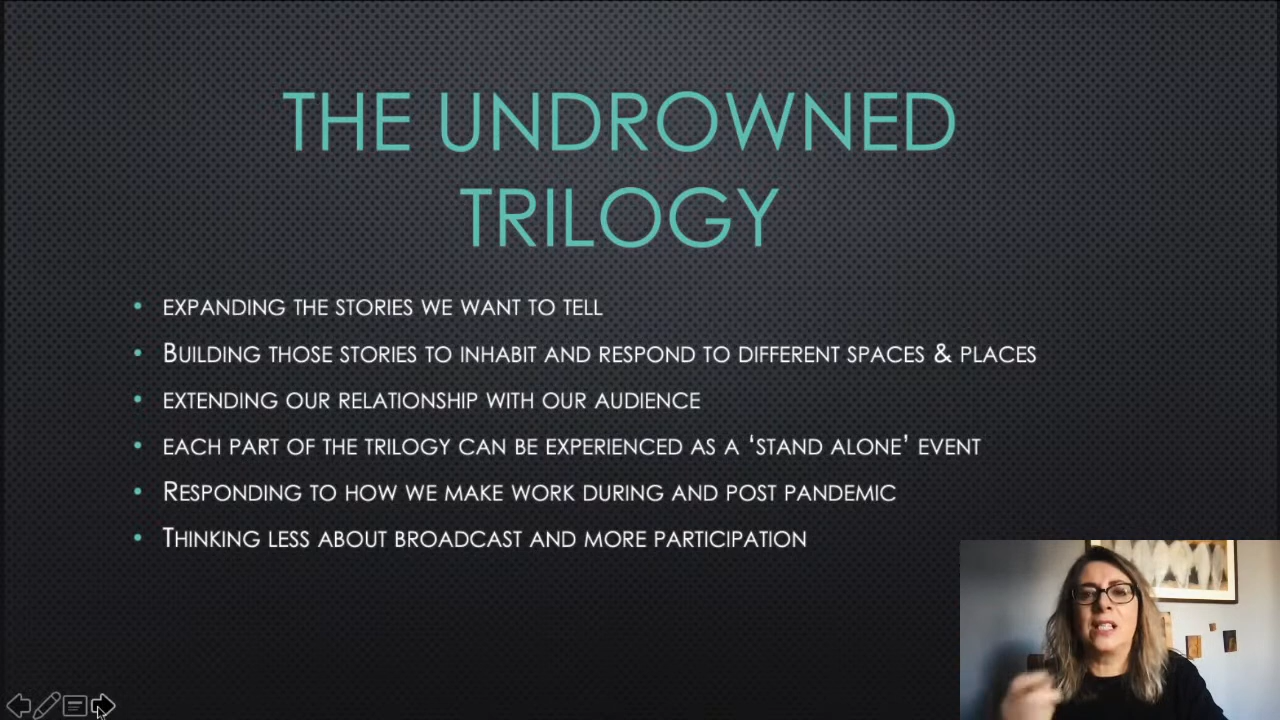 THE UNDROWNED
TRILOGY
• EXPANDING THE STORIES WE WANT TO TELL
• BUILDING THOSE STORIES TO INHABIT AND RESPOND TO DIFFERENT SPACES & PLACES
• EXTENDING OUR RELATIONSHIP WITH OUR AUDIENCE
• EACH PART OF THE TRILOGY CAN BE EXPERIENCED AS A ‘STAND ALONE’ EVENT
• RESPONDING TO HOW WE MAKE WORK DURING AND POST PANDEMIC
• THINKING LESS ABOUT BROADCAST AND MORE PARTICIPATION